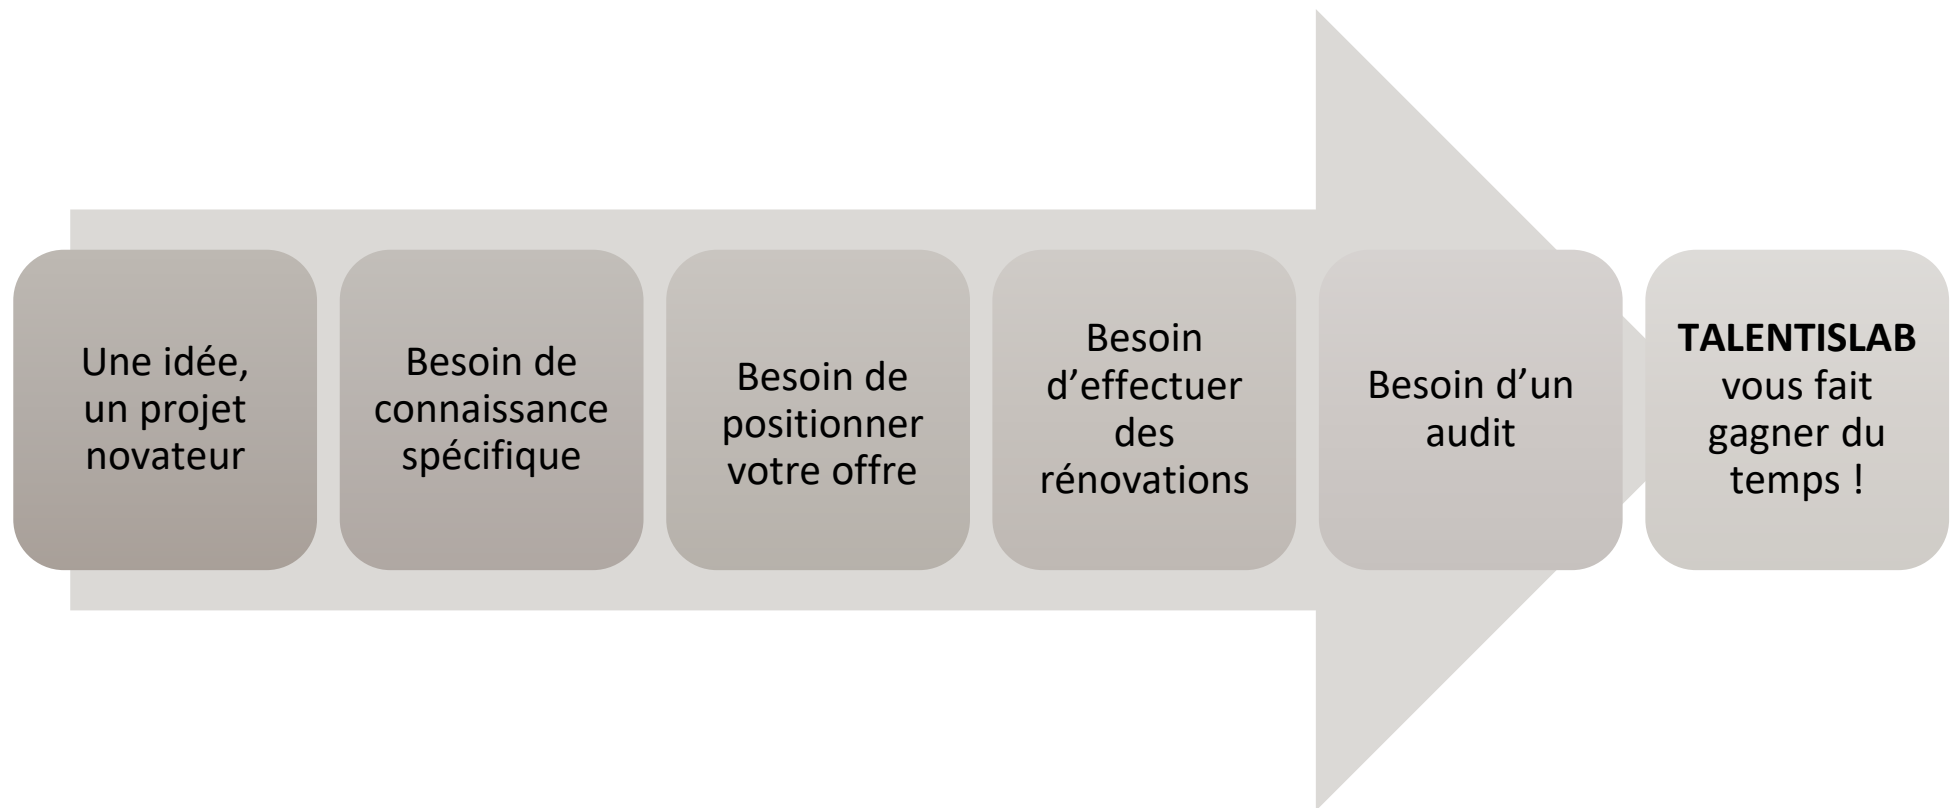 Une idée,
un projet
novateur
Besoin de
connaissance
spécifique
Besoin de
positionner
votre offre
Besoin
d’effectuer
des
rénovations
Besoin d’un
audit
TALENTISLAB
vous fait
gagner du
temps !